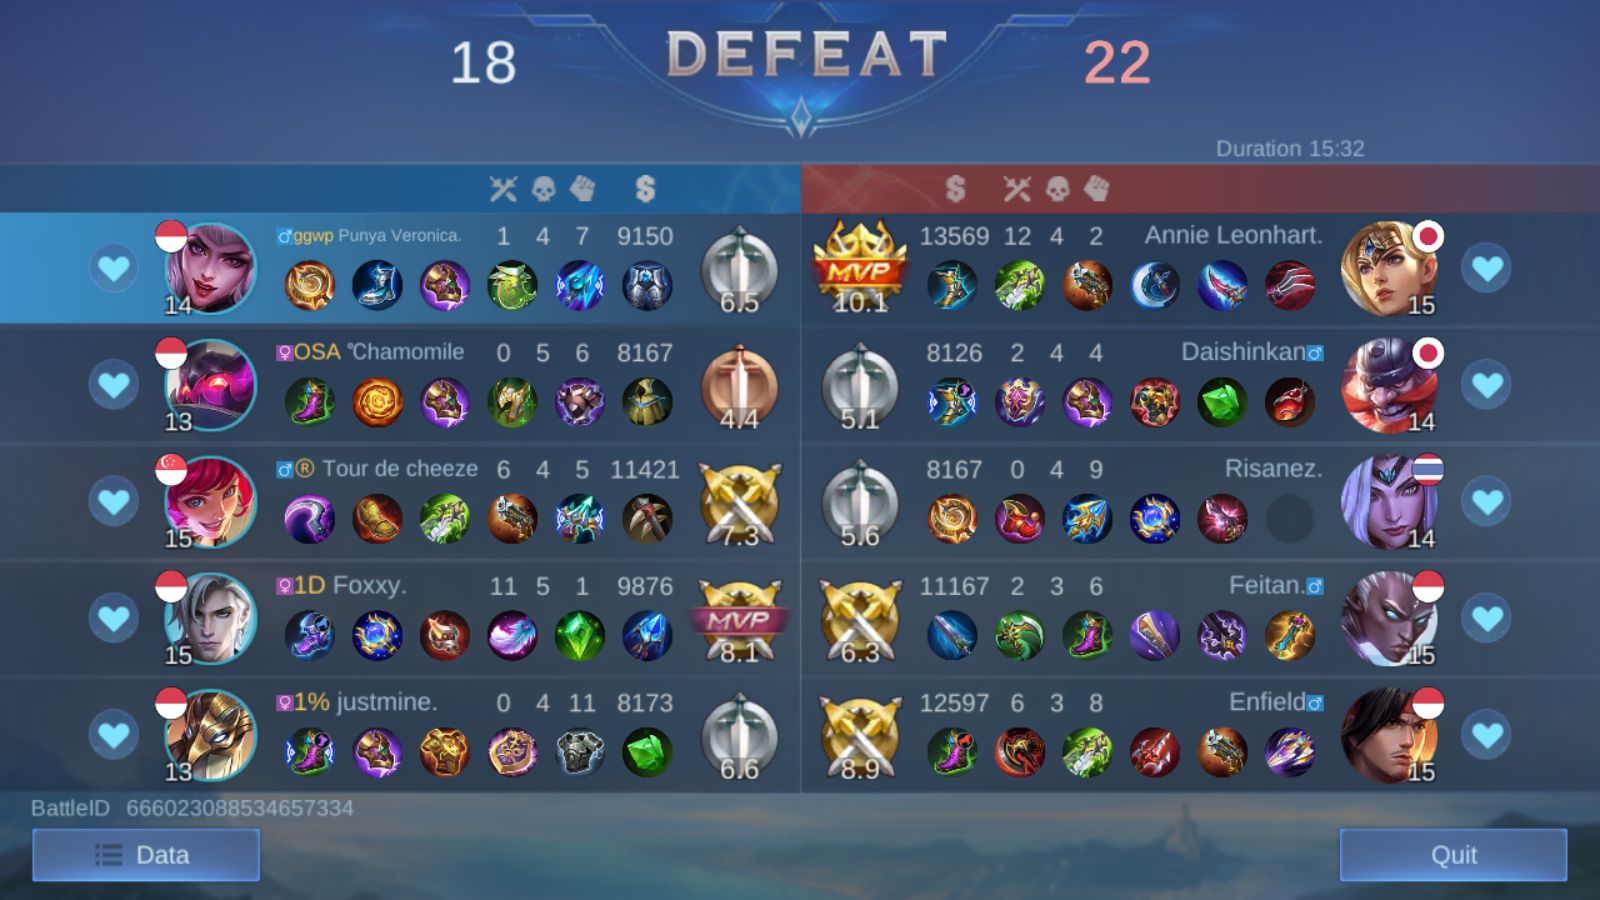 18 DEFEAT 22
Duration 15:32
ggwp Punya Veronica. 1 4 7 9150
14 6.5
MVP 10.1 13569 12 4 2 Annie Leonhart.
15
OSA ℃hamomile 0 5 6 8167
13 4.4
5.1 8126 2 4 4 Daishinkan
14
® Tour de cheeze 6 4 5 11421
15 7.3
5.6 8167 0 4 9 Risanez.
14
1D Foxxy. 11 5 1 9876
15 MVP 8.1
6.3 11167 2 3 6 Feitan.
15
1% justmine. 0 4 11 8173
13 6.6
8.9 12597 6 3 8 Enfield
15
BattleID 666023088534657334
Data
Quit